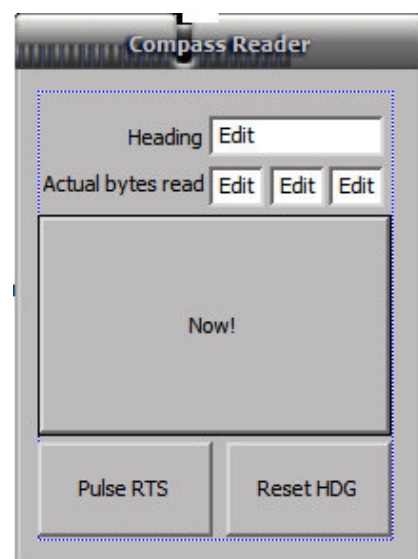 Compass Reader
Heading Edit
Actual bytes read Edit Edit Edit
Now!
Pulse RTS Reset HDG